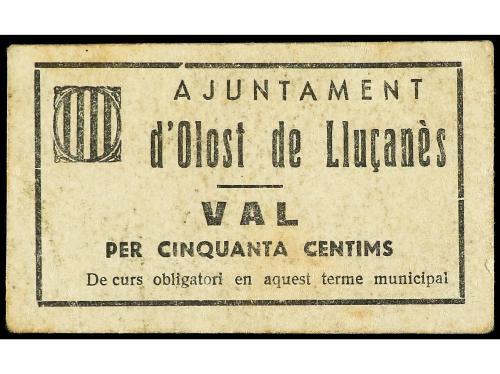 AJUNTAMENT
d'Olost de Lluçanès
VAL
PER CINQUANTA CENTIMS
De curs obligatori en aquest terme municipal